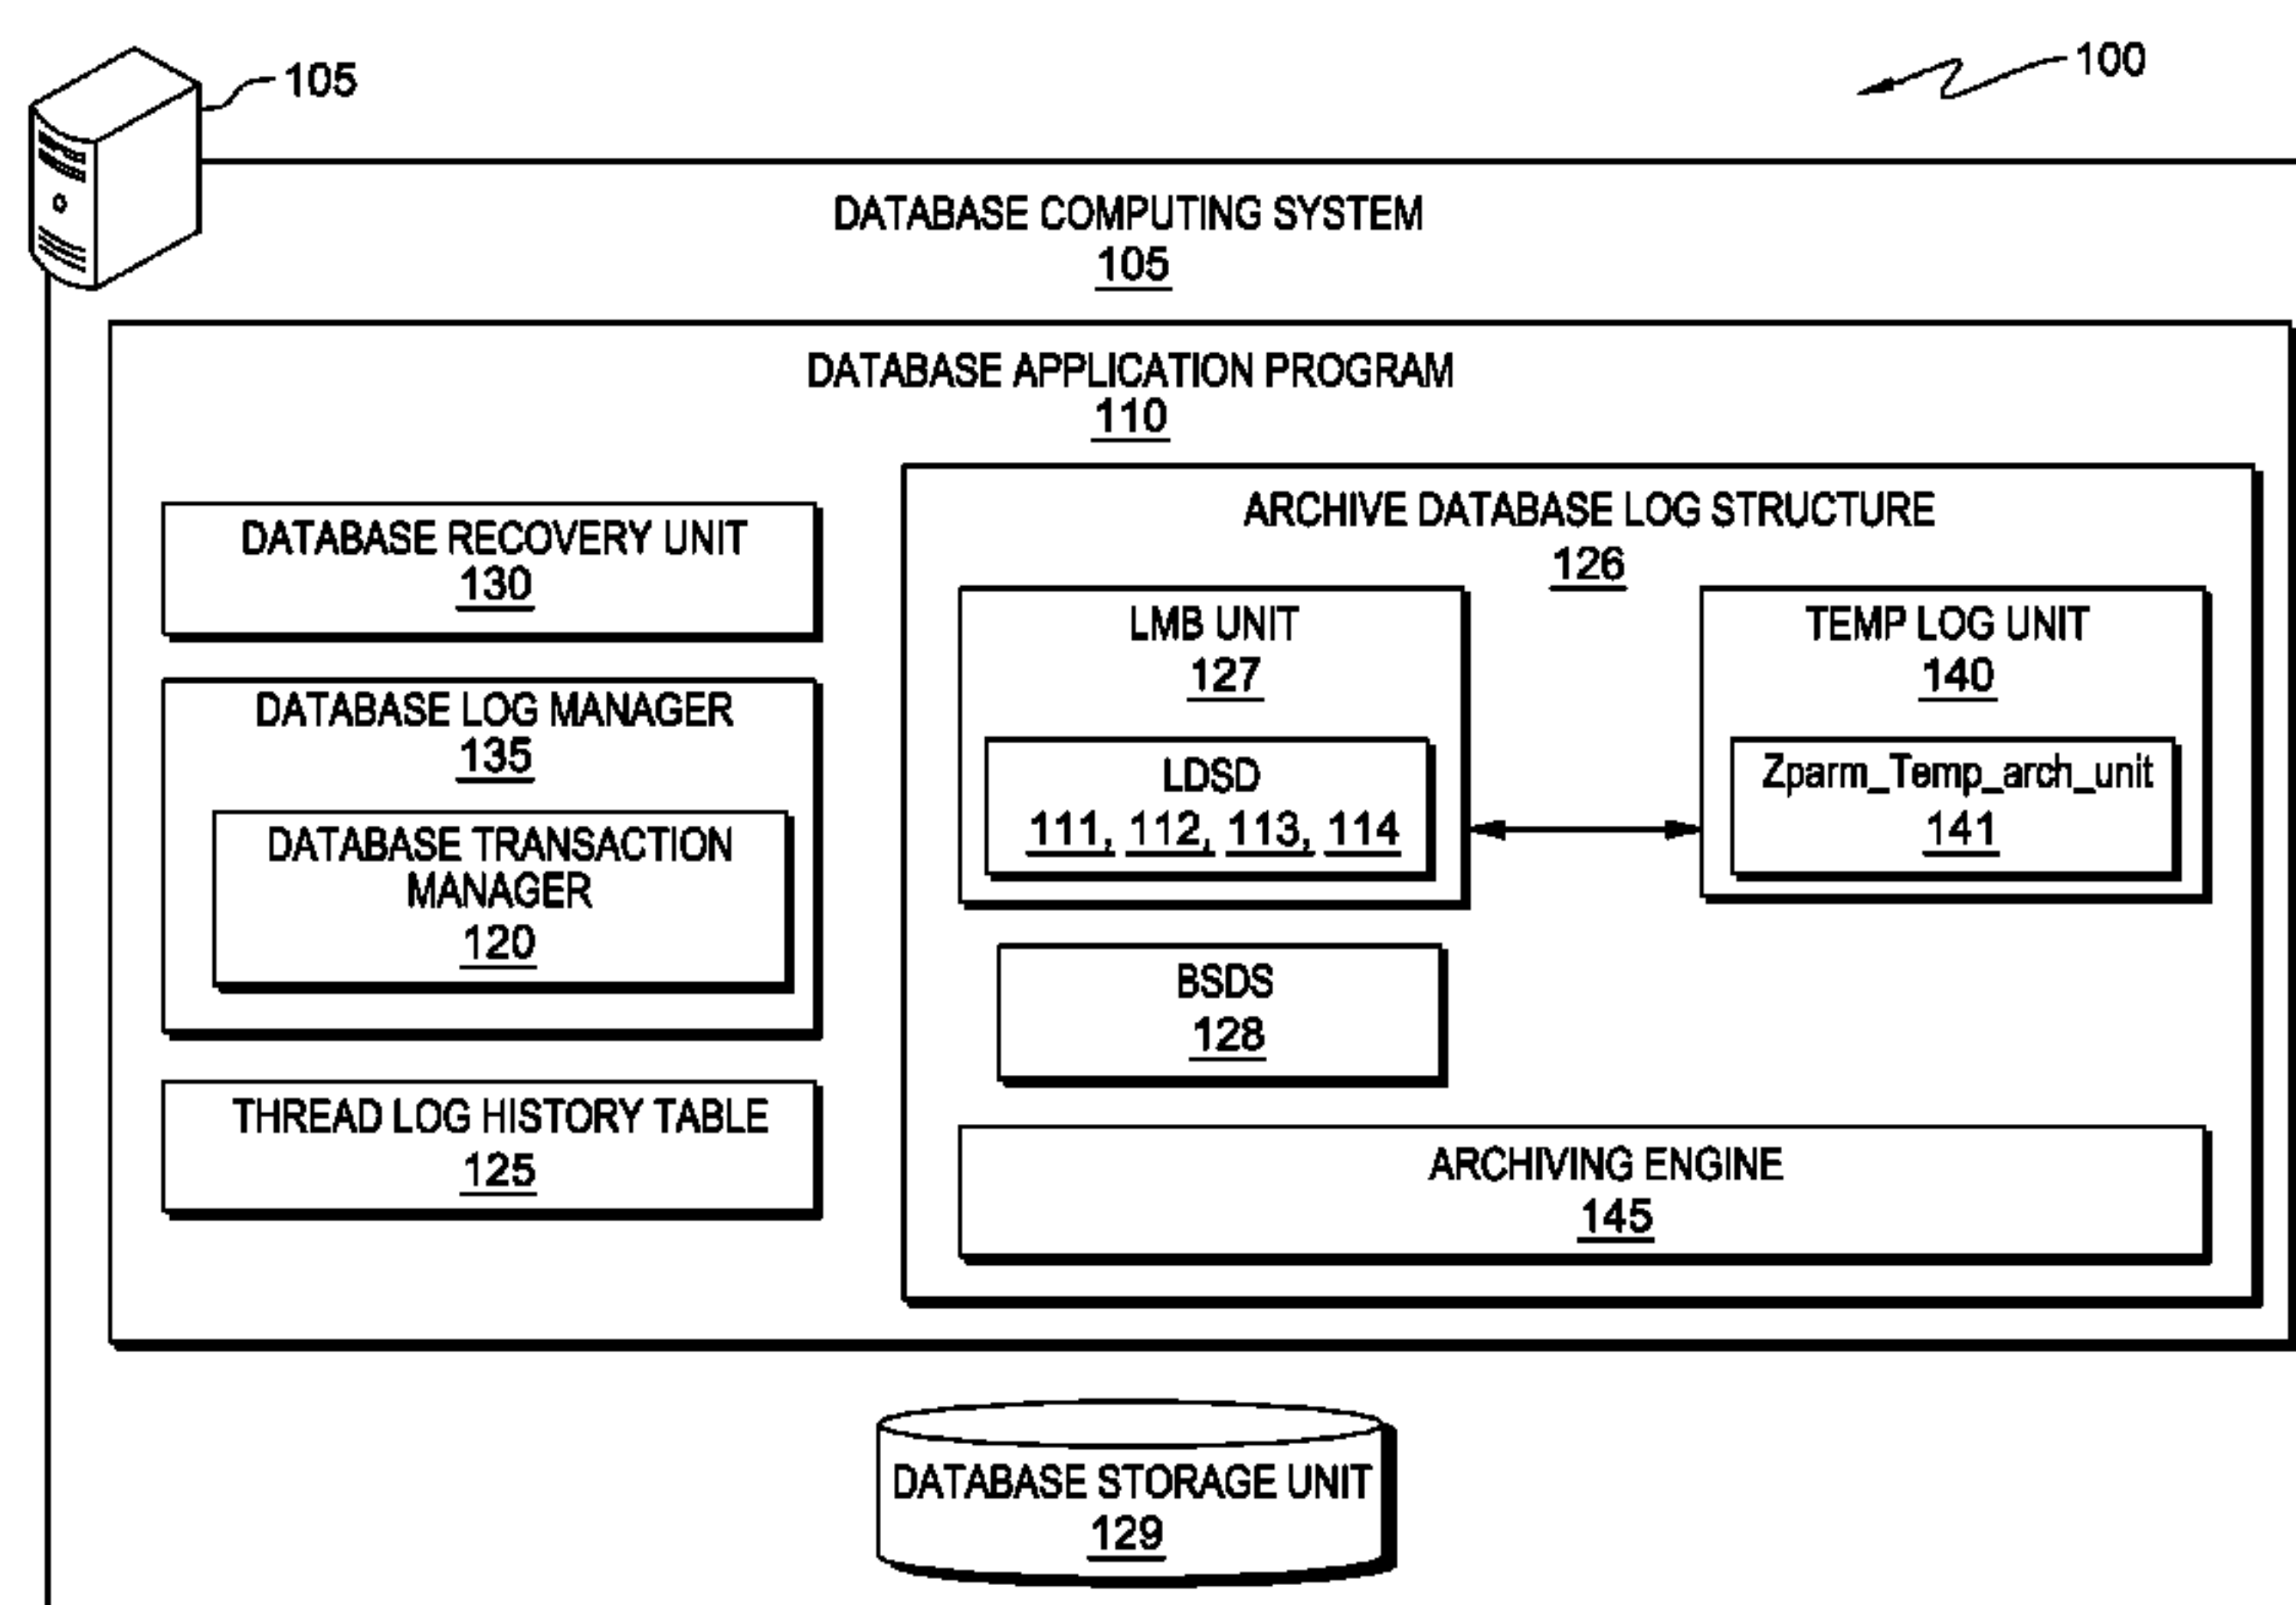 105
100
DATABASE COMPUTING SYSTEM
105
DATABASE APPLICATION PROGRAM
110
DATABASE RECOVERY UNIT
130
DATABASE LOG MANAGER
135
DATABASE TRANSACTION
MANAGER
120
THREAD LOG HISTORY TABLE
125
ARCHIVE DATABASE LOG STRUCTURE
126
LMB UNIT
127
LDSD
111, 112, 113, 114
TEMP LOG UNIT
140
Zparm_Temp_arch_unit
141
BSDS
128
ARCHIVING ENGINE
145
DATABASE STORAGE UNIT
129